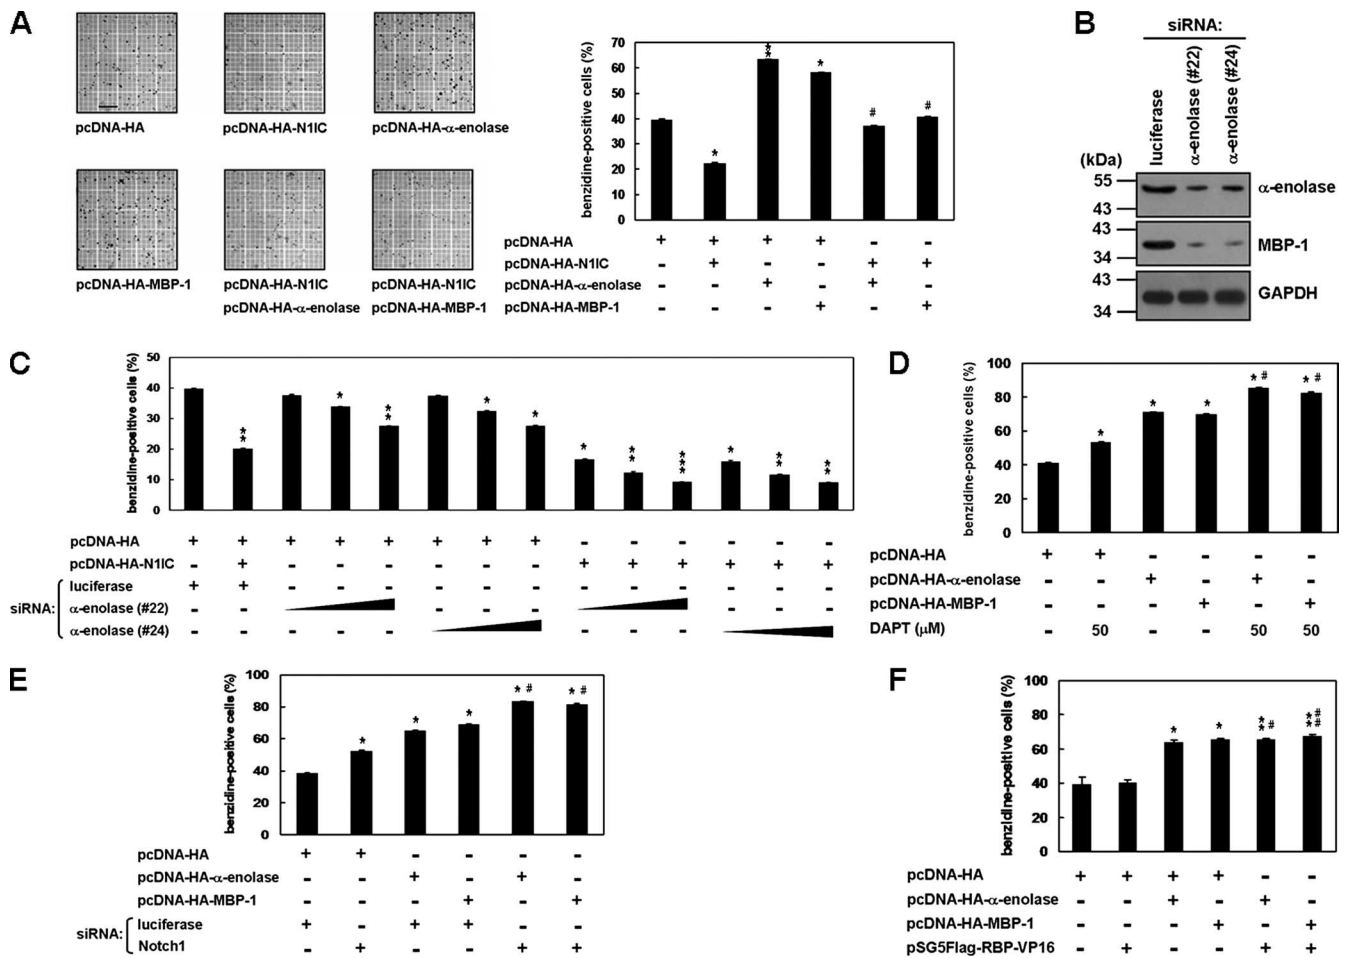 A
pcDNA-HA
pcDNA-HA-N1IC
pcDNA-HA-α-enolase
pcDNA-HA-MBP-1
pcDNA-HA-N1IC
pcDNA-HA-α-enolase
pcDNA-HA-N1IC
pcDNA-HA-MBP-1
benzidine-positive cells (%)
70
60
50
40
30
20
10
0
* ** * # #
pcDNA-HA + + + + - -
pcDNA-HA-N1IC - + - - + +
pcDNA-HA-α-enolase - - + - + -
pcDNA-HA-MBP-1 - - - + - +
B
siRNA:
luciferase
α-enolase (#22)
α-enolase (#24)
(kDa)
55
43
α-enolase
43
34
MBP-1
43
34
GAPDH
C
benzidine-positive cells (%)
50
40
30
20
10
0
** * ** * * * ** *** * ** **
pcDNA-HA + + + + + + + + - - - - - -
pcDNA-HA-N1IC - + - - - - - - + + + + + +
siRNA:
luciferase + + - - - - - - - - - - - -
α-enolase (#22) - - - - - - - -
α-enolase (#24) - - - - - - - -
D
benzidine-positive cells (%)
100
80
60
40
20
0
* * * * # * #
pcDNA-HA + + - - - -
pcDNA-HA-α-enolase - - + - + -
pcDNA-HA-MBP-1 - - - + - +
DAPT (µM) - 50 - - 50 50
E
benzidine-positive cells (%)
100
80
60
40
20
0
* * * * # * #
pcDNA-HA + + - - - -
pcDNA-HA-α-enolase - - + - + -
pcDNA-HA-MBP-1 - - - + - +
siRNA:
luciferase + - + + - -
Notch1 - + - - + +
F
benzidine-positive cells (%)
100
80
60
40
20
0
* * ** # ** ##
pcDNA-HA + + + + - -
pcDNA-HA-α-enolase - - + - + -
pcDNA-HA-MBP-1 - - - + - +
pSG5Flag-RBP-VP16 - + - - + +